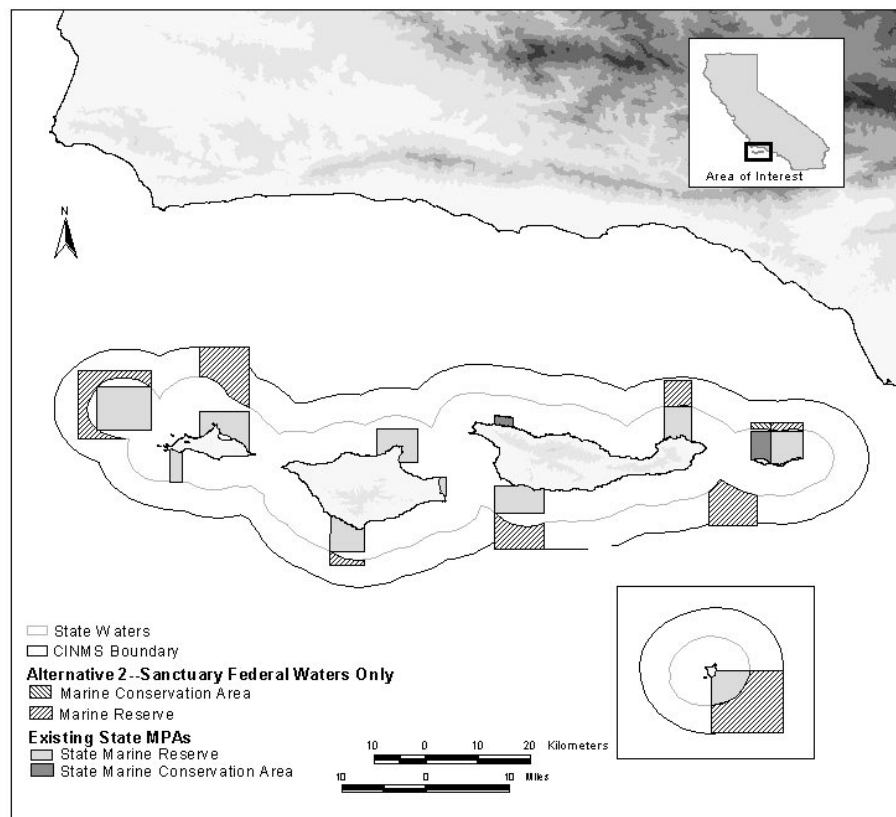 Area of Interest
N
State Waters
CINMS Boundary
Alternative 2--Sanctuary Federal Waters Only
Marine Conservation Area
Marine Reserve
Existing State MPAs
State Marine Reserve
State Marine Conservation Area
10 0 10 20 Kilometers
10 0 10 Miles